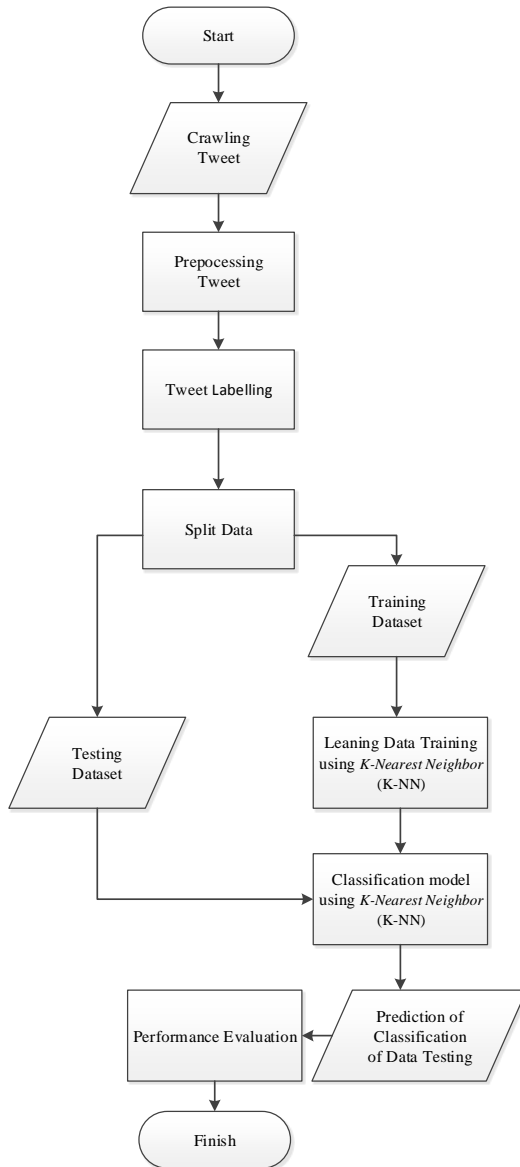 Start
Crawling
Tweet
Prepocessing
Tweet
Tweet Labelling
Split Data
Training
Dataset
Testing
Dataset
Leaning Data Training
using K-Nearest Neighbor
(K-NN)
Classification model
using K-Nearest Neighbor
(K-NN)
Prediction of
Classification
of Data Testing
Performance Evaluation
Finish